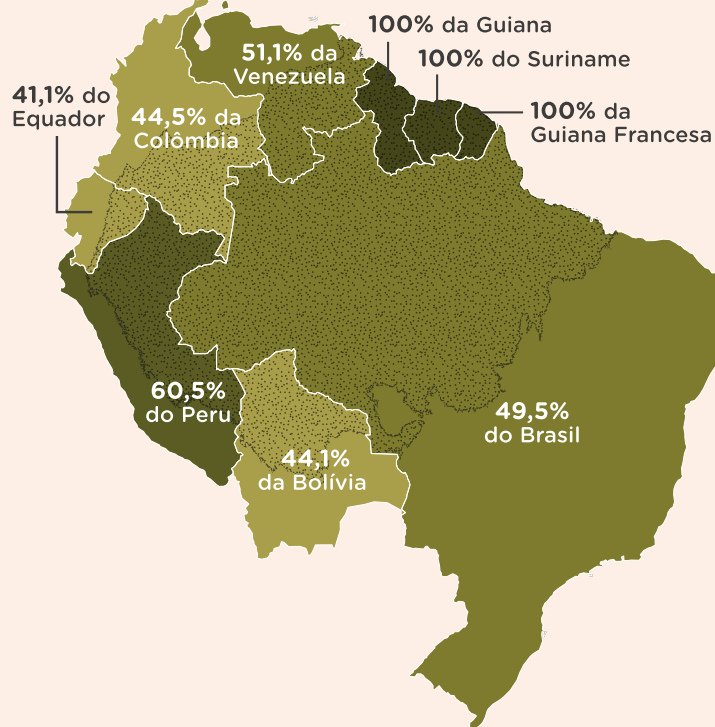 100% da Guiana
51,1% da
Venezuela
100% do Suriname
41,1% do
Equador
44,5% da
Colômbia
100% da
Guiana Francesa
60,5%
do Peru
49,5%
do Brasil
44,1%
da Bolívia